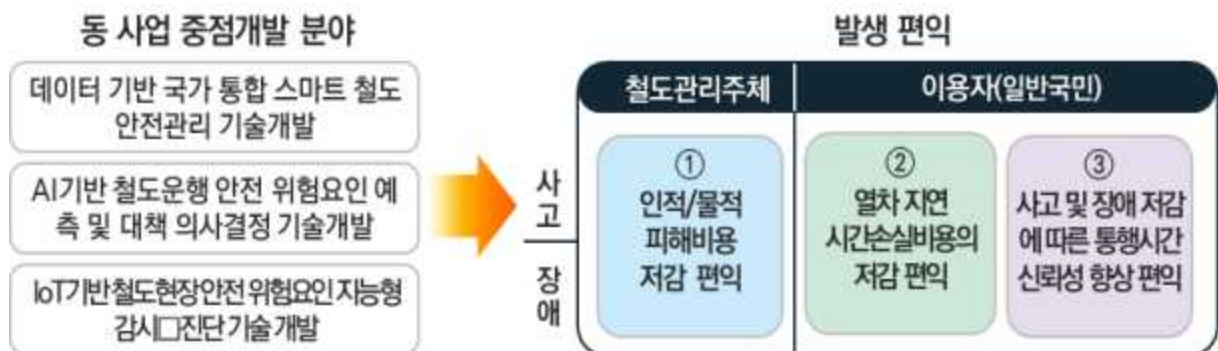 동 사업 중점개발 분야
데이터 기반 국가 통합 스마트 철도
안전관리 기술개발
AI기반 철도운행 안전 위험요인 예
측 및 대책 의사결정 기술개발
IoT기반철도현장안전위험요인지능형
감시□진단기술개발
발생 편익
철도관리주체
이용자(일반국민)
사고
장애
①
인적/물적
피해비용
저감 편익
②
열차 지연
시간손실비용의
저감 편익
③
사고 및 장애 저감
에 따른 통행시간
신뢰성 향상 편익